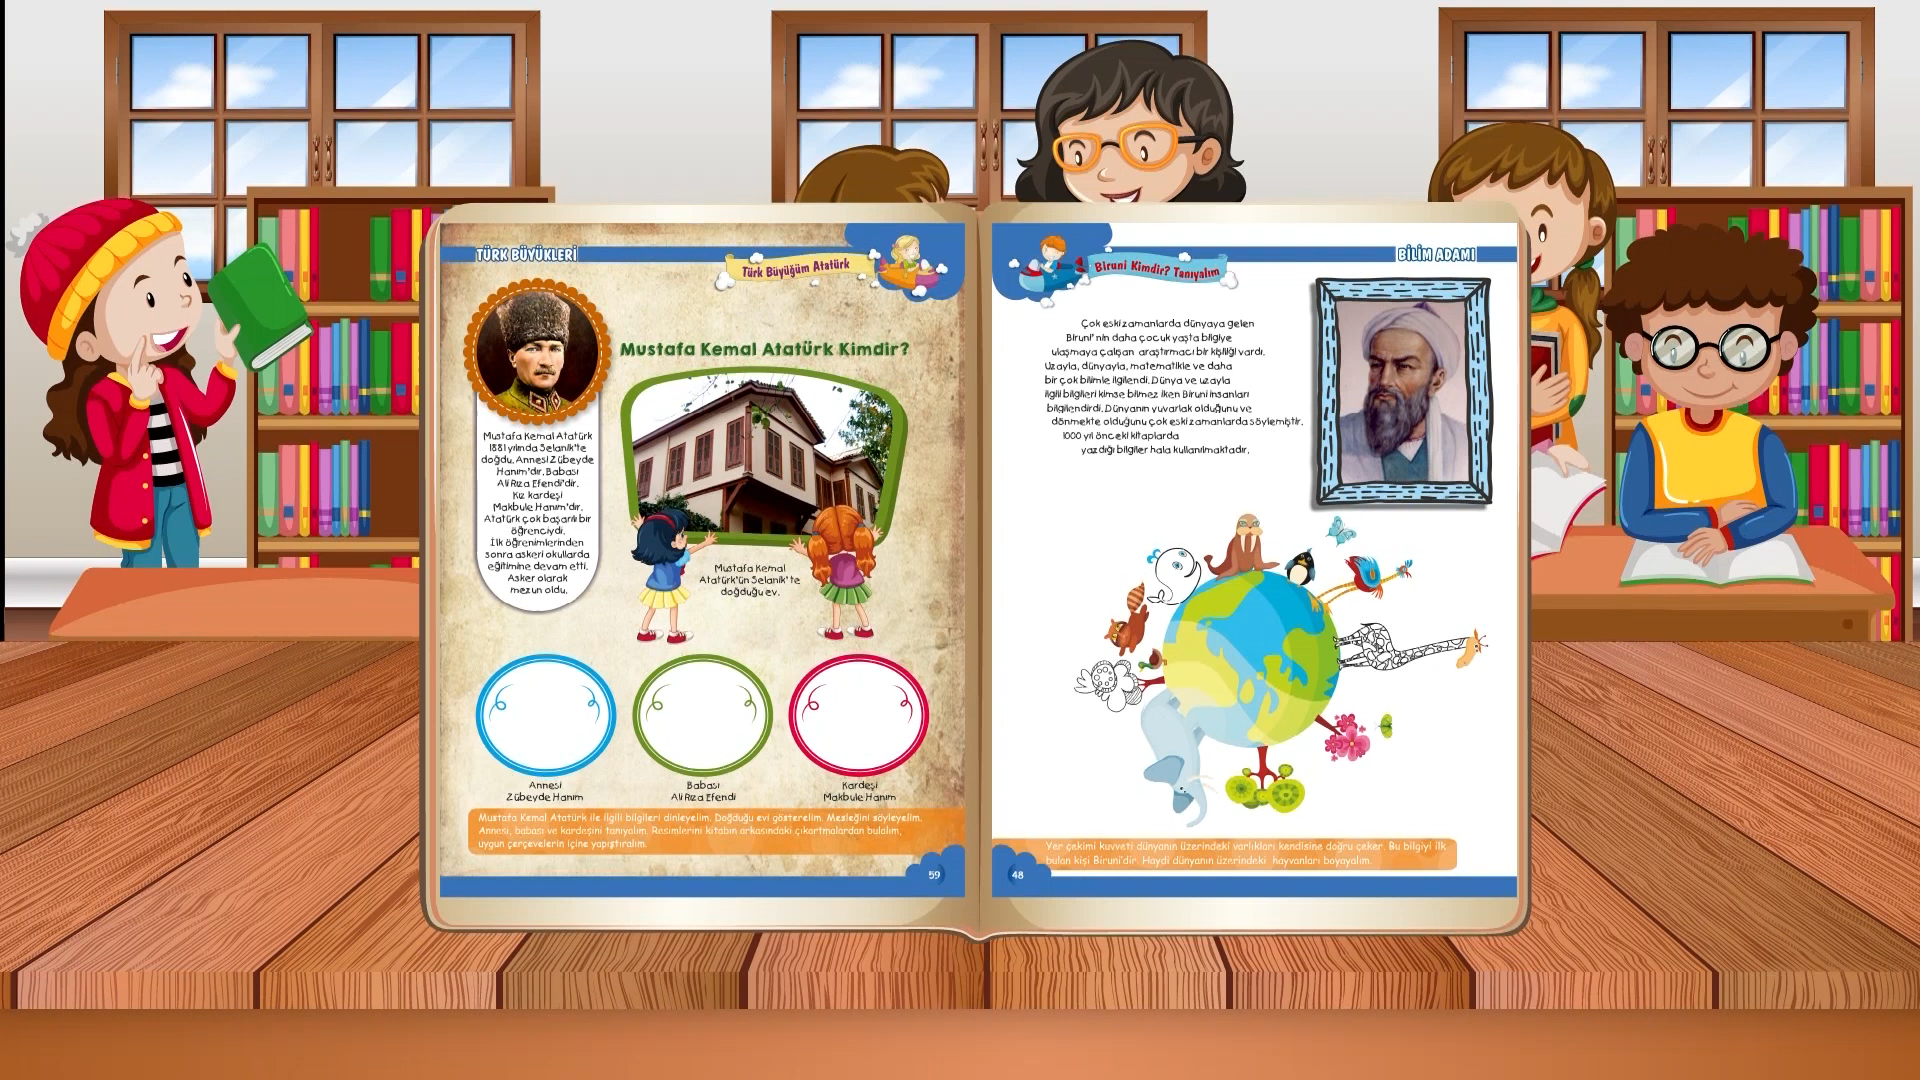 TÜRK BÜYÜKLERİ
Türk Büyüğüm Atatürk
Mustafa Kemal Atatürk Kimdir?
Mustafa Kemal Atatürk
1881 yılında Selanik'te
doğdu. Annesi Zübeyde
Hanım'dır. Babası
Ali Rıza Efendi'dir.
Kız kardeşi
Makbule Hanım'dır.
Atatürk çok başarılı bir
öğrenciydi.
İlk öğrenimlerinden
sonra askeri okullarda
eğitimine devam etti.
Asker olarak
mezun oldu.
Mustafa Kemal
Atatürk'ün Selanik'te
doğduğu ev.
Annesi
Zübeyde Hanım
Babası
Ali Rıza Efendi
Kardeşi
Makbule Hanım
Mustafa Kemal Atatürk ile ilgili bilgileri dinleyelim. Doğduğu evi gösterelim. Mesleğini söyleyelim.
Annesi, babası ve kardeşini tanıyalım. Resimlerini kitabın arkasındaki çıkartmalardan bulalım,
uygun çerçevelerin içine yapıştıralım.
59
Biruni Kimdir? Tanıyalım
BİLİM ADAMI
Çok eski zamanlarda dünyaya gelen
Biruni' nin daha çocuk yaşta bilgiye
ulaşmaya çalışan araştırmacı bir kişiliği vardı.
Uzayla, dünyayla, matematikle ve daha
bir çok bilimle ilgilendi. Dünya ve uzayla
ilgili bilgileri kimse bilmez iken Biruni insanları
bilgilendirdi. Dünyanın yuvarlak olduğunu ve
dönmekte olduğunu çok eski zamanlarda söylemiştir.
1000 yıl önceki kitaplarda
yazdığı bilgiler hala kullanılmaktadır.
Yer çekimi kuvveti dünyanın üzerindeki varlıkları kendisine doğru çeker. Bu bilgiyi ilk
bulan kişi Biruni'dir. Haydi dünyanın üzerindeki hayvanları boyayalım.
48